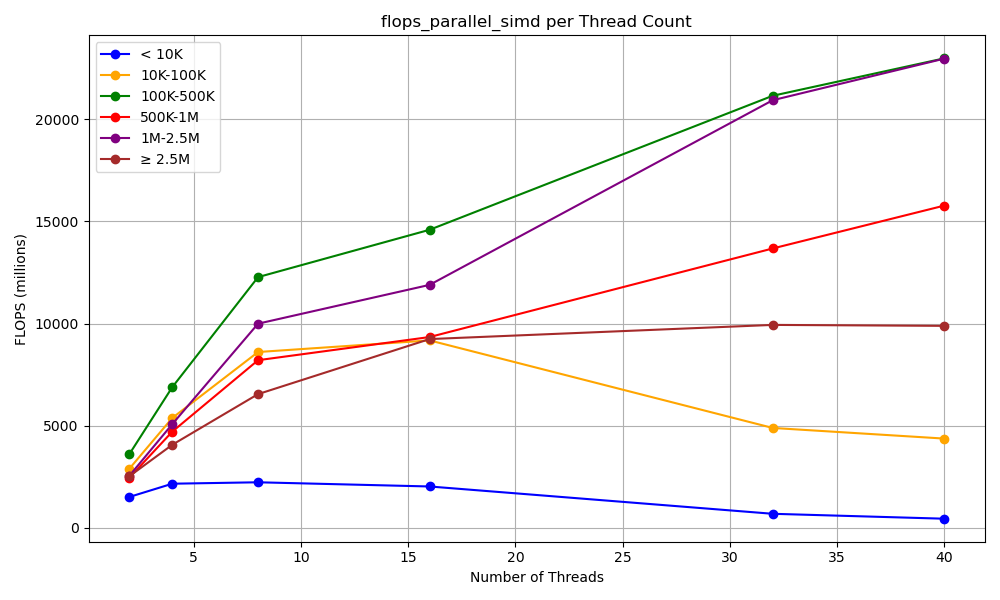 flops_parallel_simd per Thread Count
< 10K
10K-100K
100K-500K
500K-1M
1M-2.5M
≥ 2.5M
FLOPS (millions)
20000
15000
10000
5000
0
5 10 15 20 25 30 35 40
Number of Threads